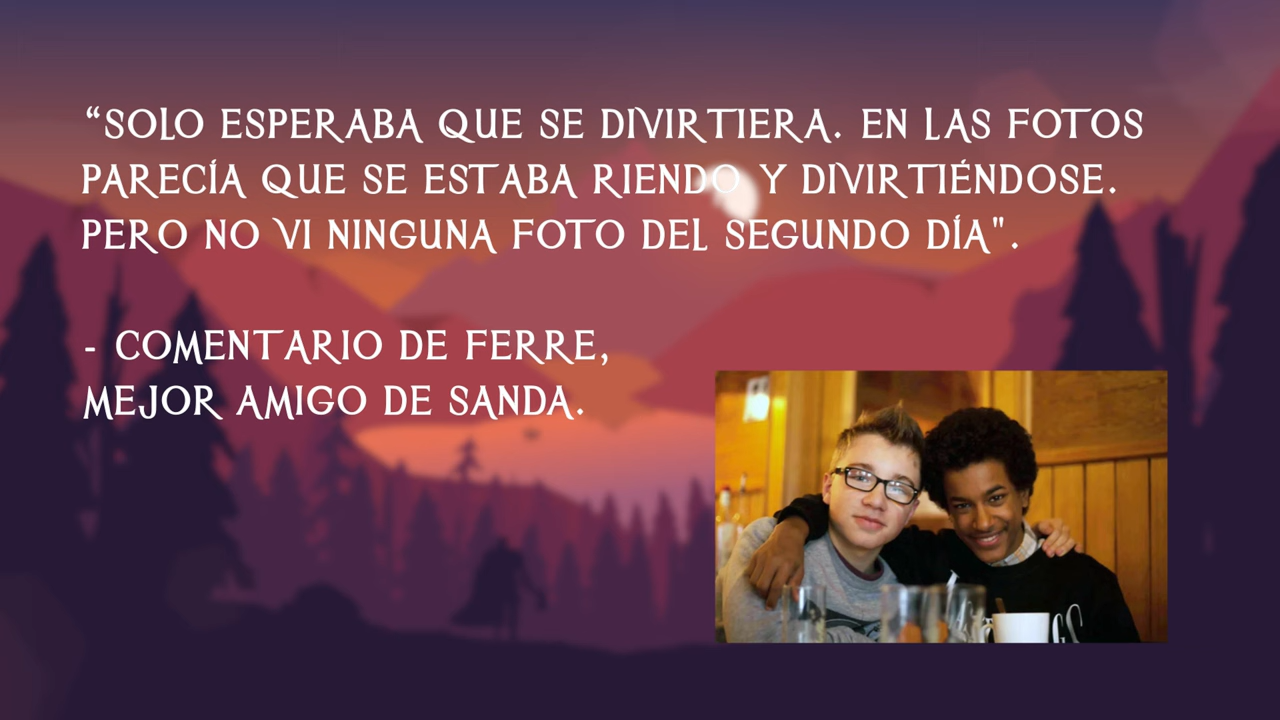 “SOLO ESPERABA QUE SE DIVIRTIERA. EN LAS FOTOS
PARECÍA QUE SE ESTABA RIENDO Y DIVIRTIÉNDOSE.
PERO NO VI NINGUNA FOTO DEL SEGUNDO DÍA".
- COMENTARIO DE FERRE,
MEJOR AMIGO DE SANDA.